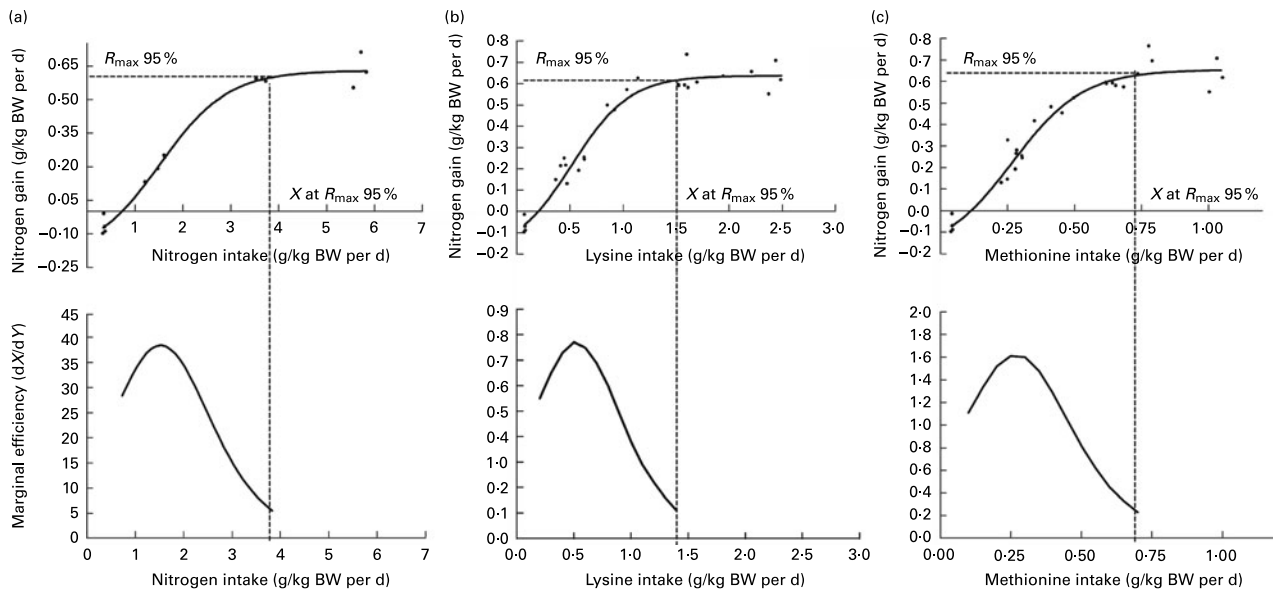 (a)
Nitrogen gain (g/kg BW per d)
0·65
0·50
0·35
0·20
0·05
−0·10
−0·25
Rmax 95 %
X at Rmax 95 %
1 2 3 4 5 6 7
Nitrogen intake (g/kg BW per d)
Marginal efficiency (dX/dY)
45
40
35
30
25
20
15
10
5
0
0 1 2 3 4 5 6 7
Nitrogen intake (g/kg BW per d)
(b)
Nitrogen gain (g/kg BW per d)
0·8
0·7
0·6
0·5
0·4
0·3
0·2
0·1
0·0
−0·1
−0·2
Rmax 95 %
X at Rmax 95 %
0·5 1·0 1·5 2·0 2·5 3·0
Lysine intake (g/kg BW per d)
0·9
0·8
0·7
0·6
0·5
0·4
1·0
0·2
0·1
0·0
0·0 0·5 1·0 1·5 2·0 2·5 3·0
Lysine intake (g/kg BW per d)
(c)
Nitrogen gain (g/kg BW per d)
0·8
0·7
0·6
0·5
0·4
0·3
0·2
0·1
0·0
−0·1
−0·2
Rmax 95 %
X at Rmax 95 %
0·25 0·50 0·75 1·00
Methionine intake (g/kg BW per d)
2·0
1·8
1·6
1·4
1·2
1·0
0·8
0·6
0·4
0·2
0·0
0·00 0·25 0·50 0·75 1·00
Methionine intake (g/kg BW per d)